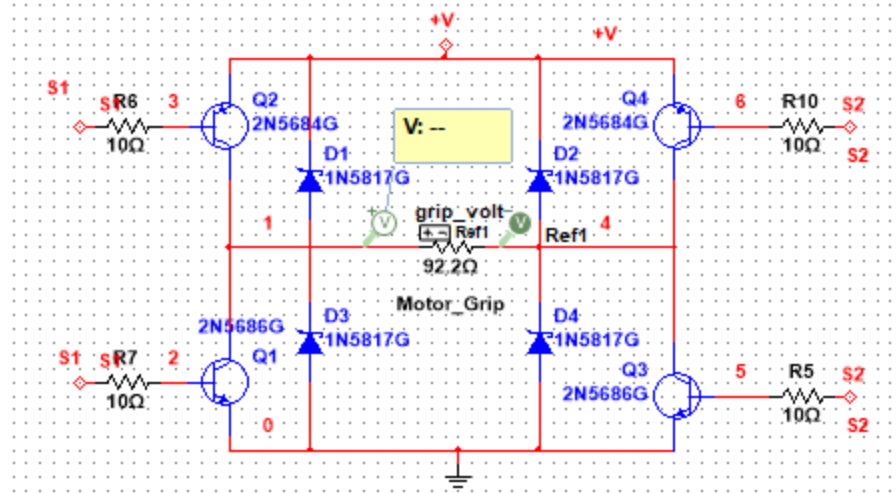 +V
+V
S1
S1
R6
3
10Ω
Q2
2N5684G
V: --
D1
1N5817G
D2
1N5817G
Q4
2N5684G
6
R10
10Ω
S2
S2
1
grip_volt
Ref1
92.2Ω
Ref1
4
Motor_Grip
2N5686G
Q1
S1
S1
R7
2
10Ω
D3
1N5817G
D4
1N5817G
Q3
2N5686G
5
R5
10Ω
S2
S2
0